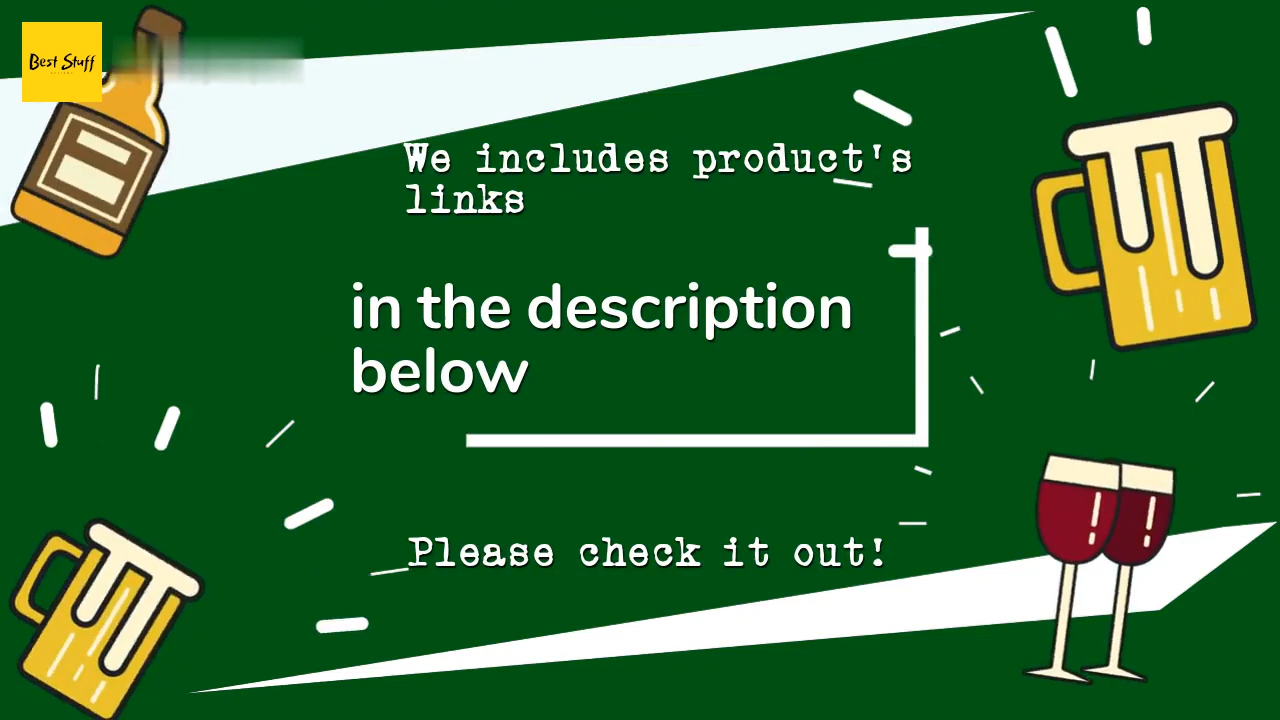 Best Stuff
We includes product's
links
in the description
below
Please check it out!